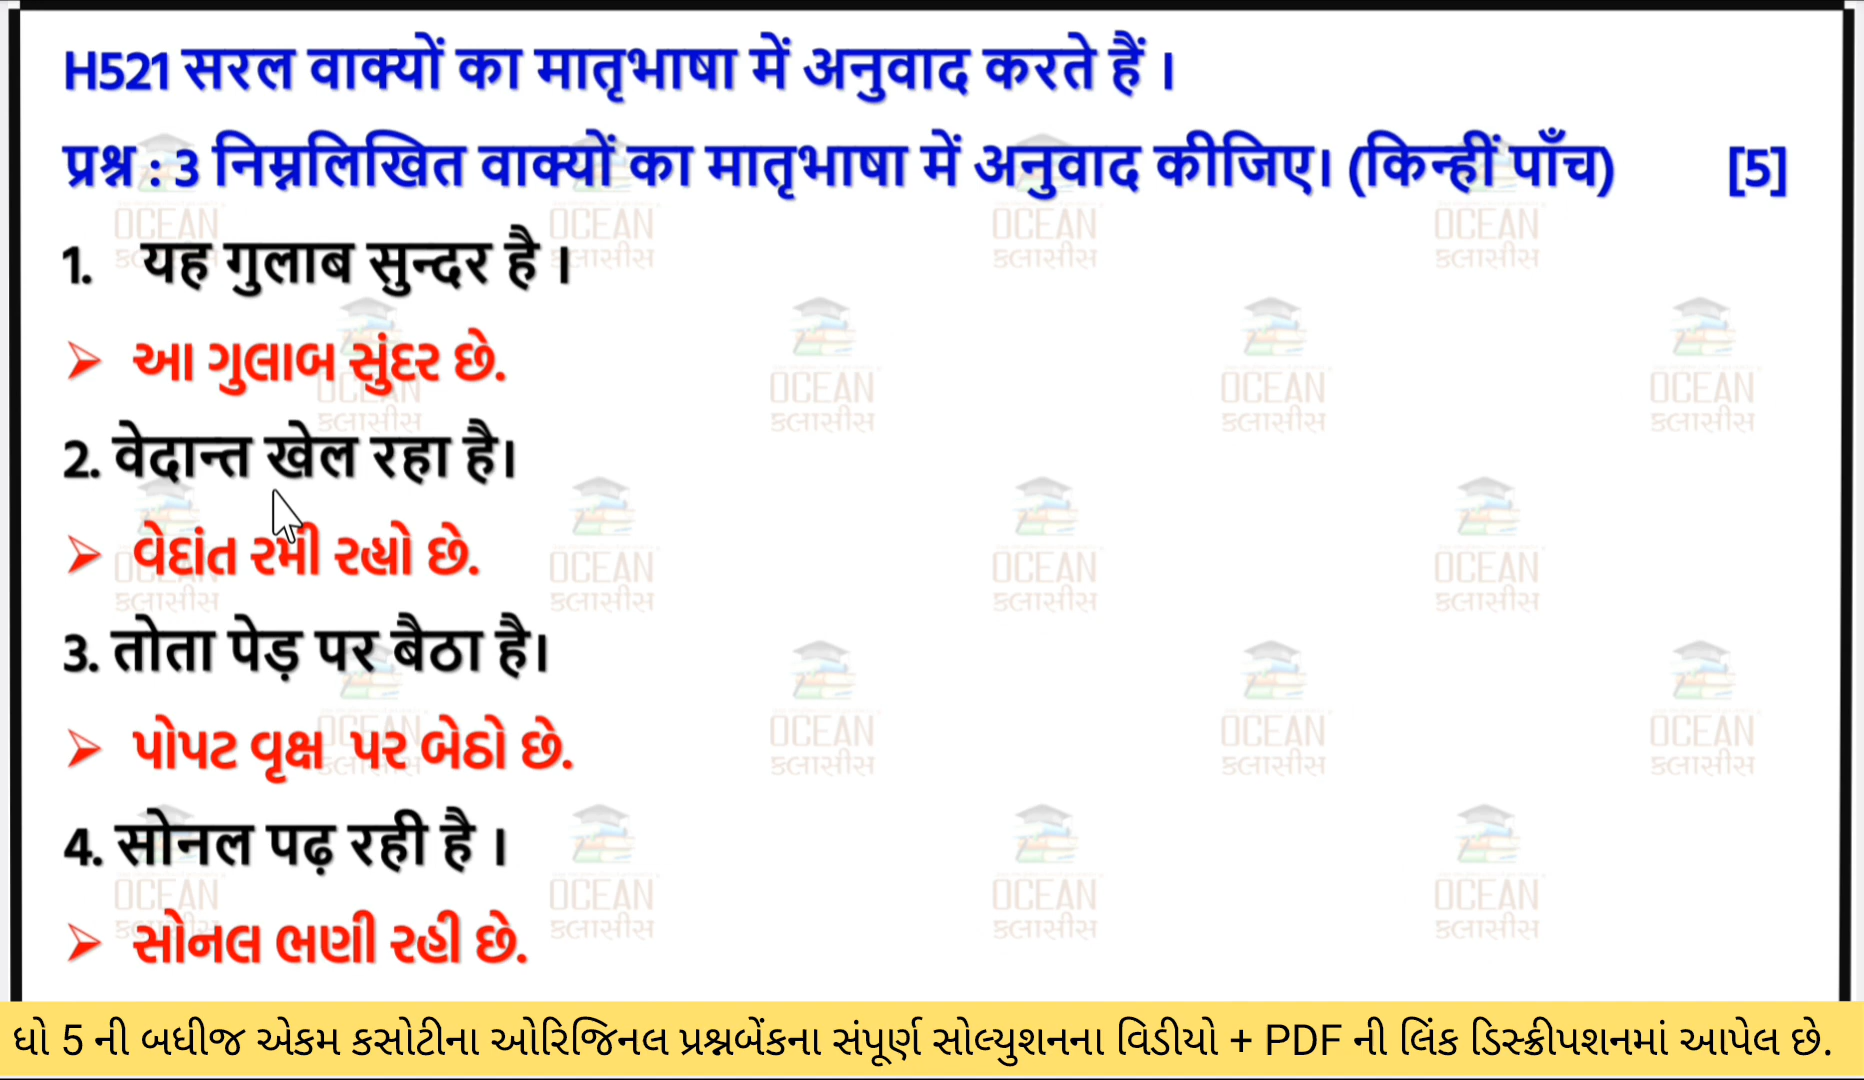 H521 सरल वाक्यों का मातृभाषा में अनुवाद करते हैं ।
प्रश्न : 3 निम्नलिखित वाक्यों का मातृभाषा में अनुवाद कीजिए। (किन्हीं पाँच) [5]
1. यह गुलाब सुन्दर है ।
➢ આ ગુલાબ સુંદર છે.
2. वेदान्त खेल रहा है।
➢ વેદાંત રમી રહ્યો છે.
3. तोता पेड़ पर बैठा है।
➢ પોપટ વૃક્ષ પર બેઠો છે.
4. सोनल पढ़ रही है ।
➢ સોનલ ભણી રહી છે.
ધો 5 ની બધીજ એકમ કસોટીના ઓરિજિનલ પ્રશ્નબેંકના સંપૂર્ણ સોલ્યુશનના વિડીયો + PDF ની લિંક ડિસ્ક્રીપશનમાં આપેલ છે.
OCEAN
ક્લાસીસ